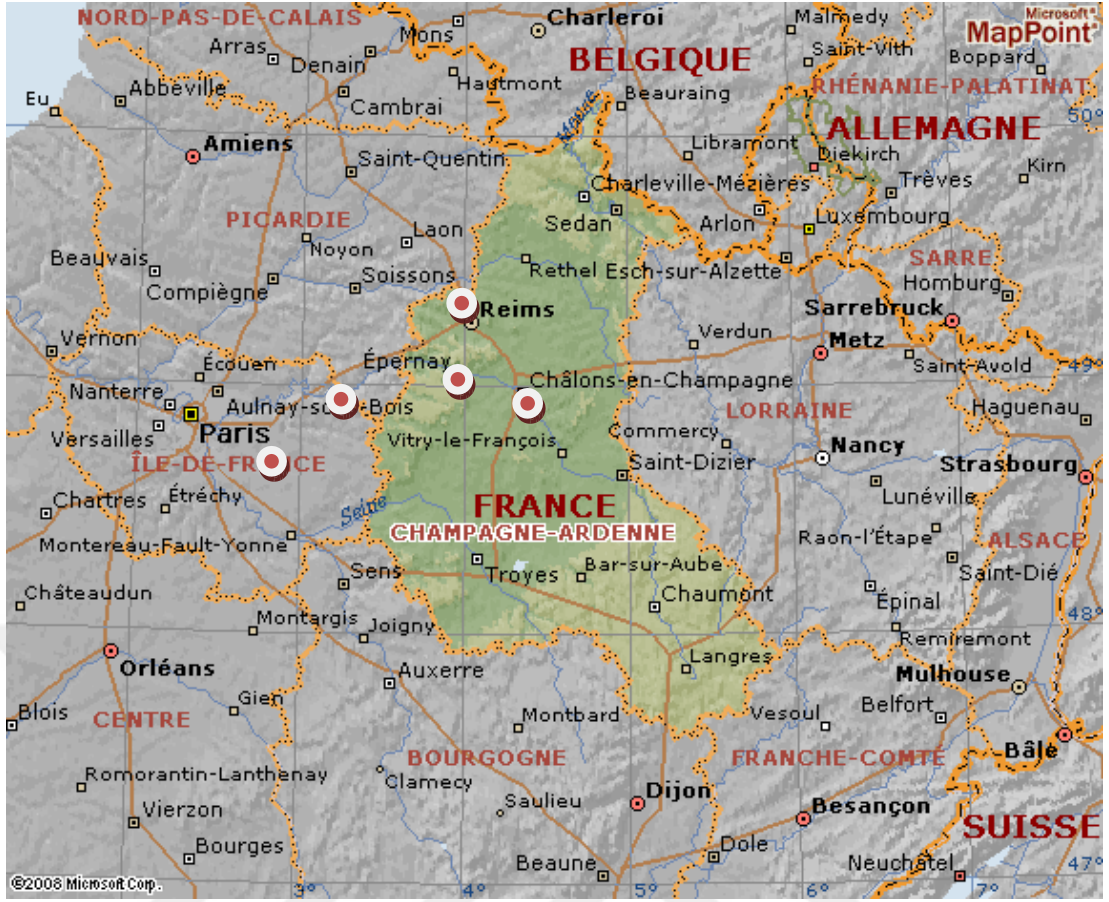 NORD-PAS-DE-CALAIS
Mons
Charleroi
Malmedy
Microsoft®
MapPoint®
Arras
Denain
Hautmont
BELGIQUE
Saint-Vith
Boppard
Eu
Abbeville
Cambrai
Meuse
Beauraing
RHÉNANIE-PALATINAT
50°
Amiens
Saint-Quentin
Libramont
ALLEMAGNE
Diekirch
Kirn
Charleville-Mézières
Trèves
PICARDIE
Laon
Sedan
Arlon
Luxembourg
Noyon
Beauvais
Soissons
Rethel
Esch-sur-Alzette
SARRE
Compiègne
Homburg
Reims
Sarrebruck
Vernon
Verdun
Metz
Écouen
Épernay
Saint-Avold
49°
Nanterre
Châlons-en-Champagne
Aulnay-so Bois
LORRAINE
Haguenau
Versailles
Paris
Vitry-le-François
Commercy
Nancy
ÎLE-DE-FRANCE
Saint-Dizier
Strasbourg
Chartres
Étréchy
Seine
FRANCE
Lunéville
CHAMPAGNE-ARDENNE
Montereau-Fault-Yonne
Raon-l'Étape
ALSACE
Sens
Troyes
Bar-sur-Aube
Saint-Dié
Châteaudun
Chaumont
Épinal
Montargis
Joigny
48°
Remiremont
Orléans
Auxerre
Langres
Mulhouse
Gien
Blois
CENTRE
Montbard
Vesoul
Belfort
Bâle
BOURGOGNE
FRANCHE-COMTÉ
Romorantin-Lanthenay
Clamecy
Vierzon
Saulieu
Dijon
Besançon
SUISSE
Bourges
Dole
Beaune
Neuchâtel
47°
©2008 Microsoft Corp.
3°
4°
5°
6°
7°